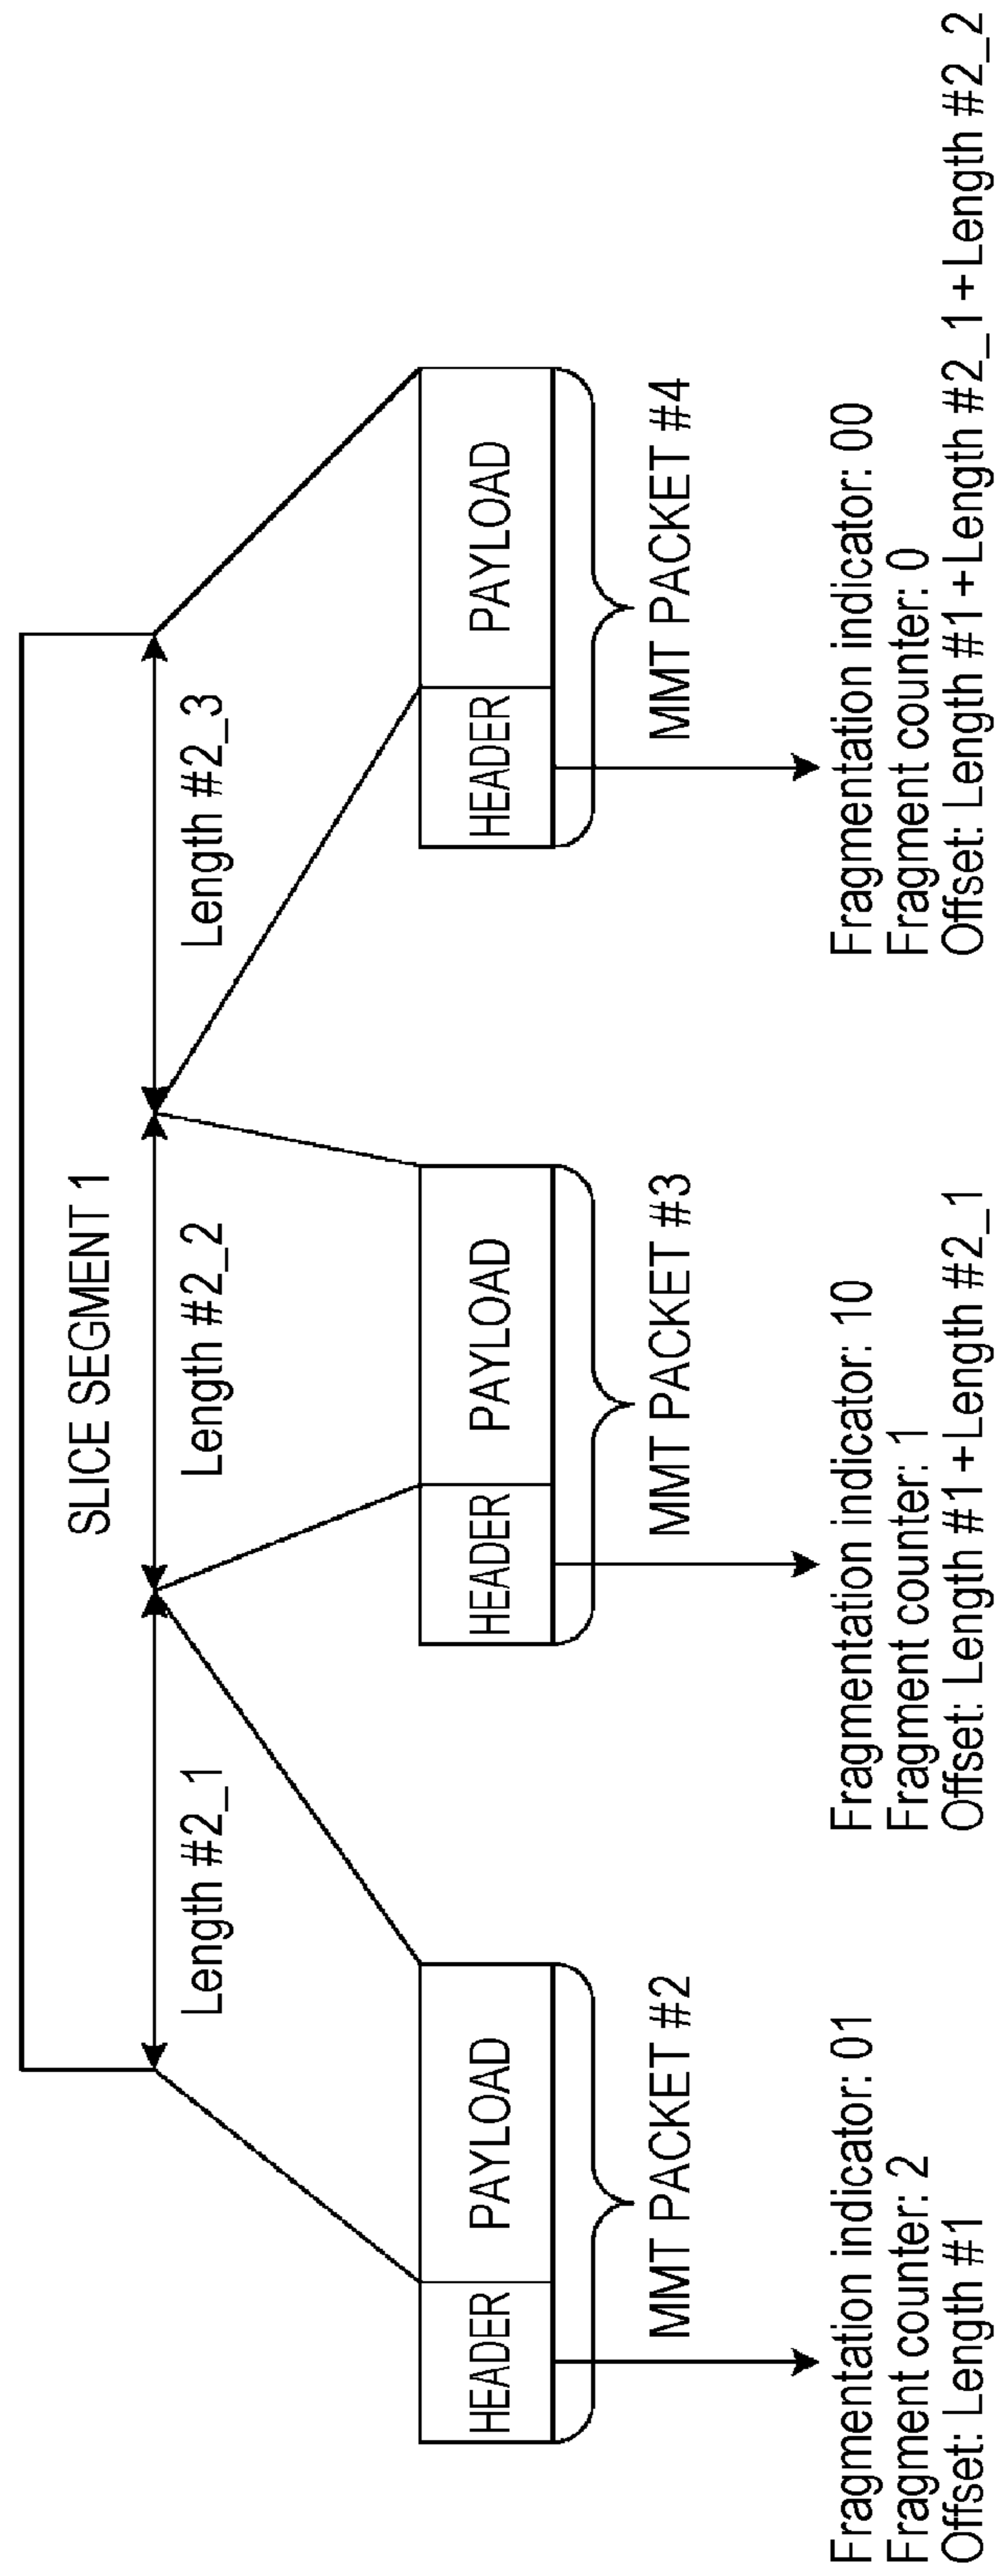 SLICE SEGMENT 1
Length #2_1
Length #2_2
Length #2_3
HEADER
PAYLOAD
HEADER
PAYLOAD
HEADER
PAYLOAD
MMT PACKET #2
MMT PACKET #3
MMT PACKET #4
Fragmentation indicator: 01
Fragment counter: 2
Offset: Length #1
Fragmentation indicator: 10
Fragment counter: 1
Offset: Length #1+Length #2_1
Fragmentation indicator: 00
Fragment counter: 0
Offset: Length #1+Length #2_1+Length #2_2